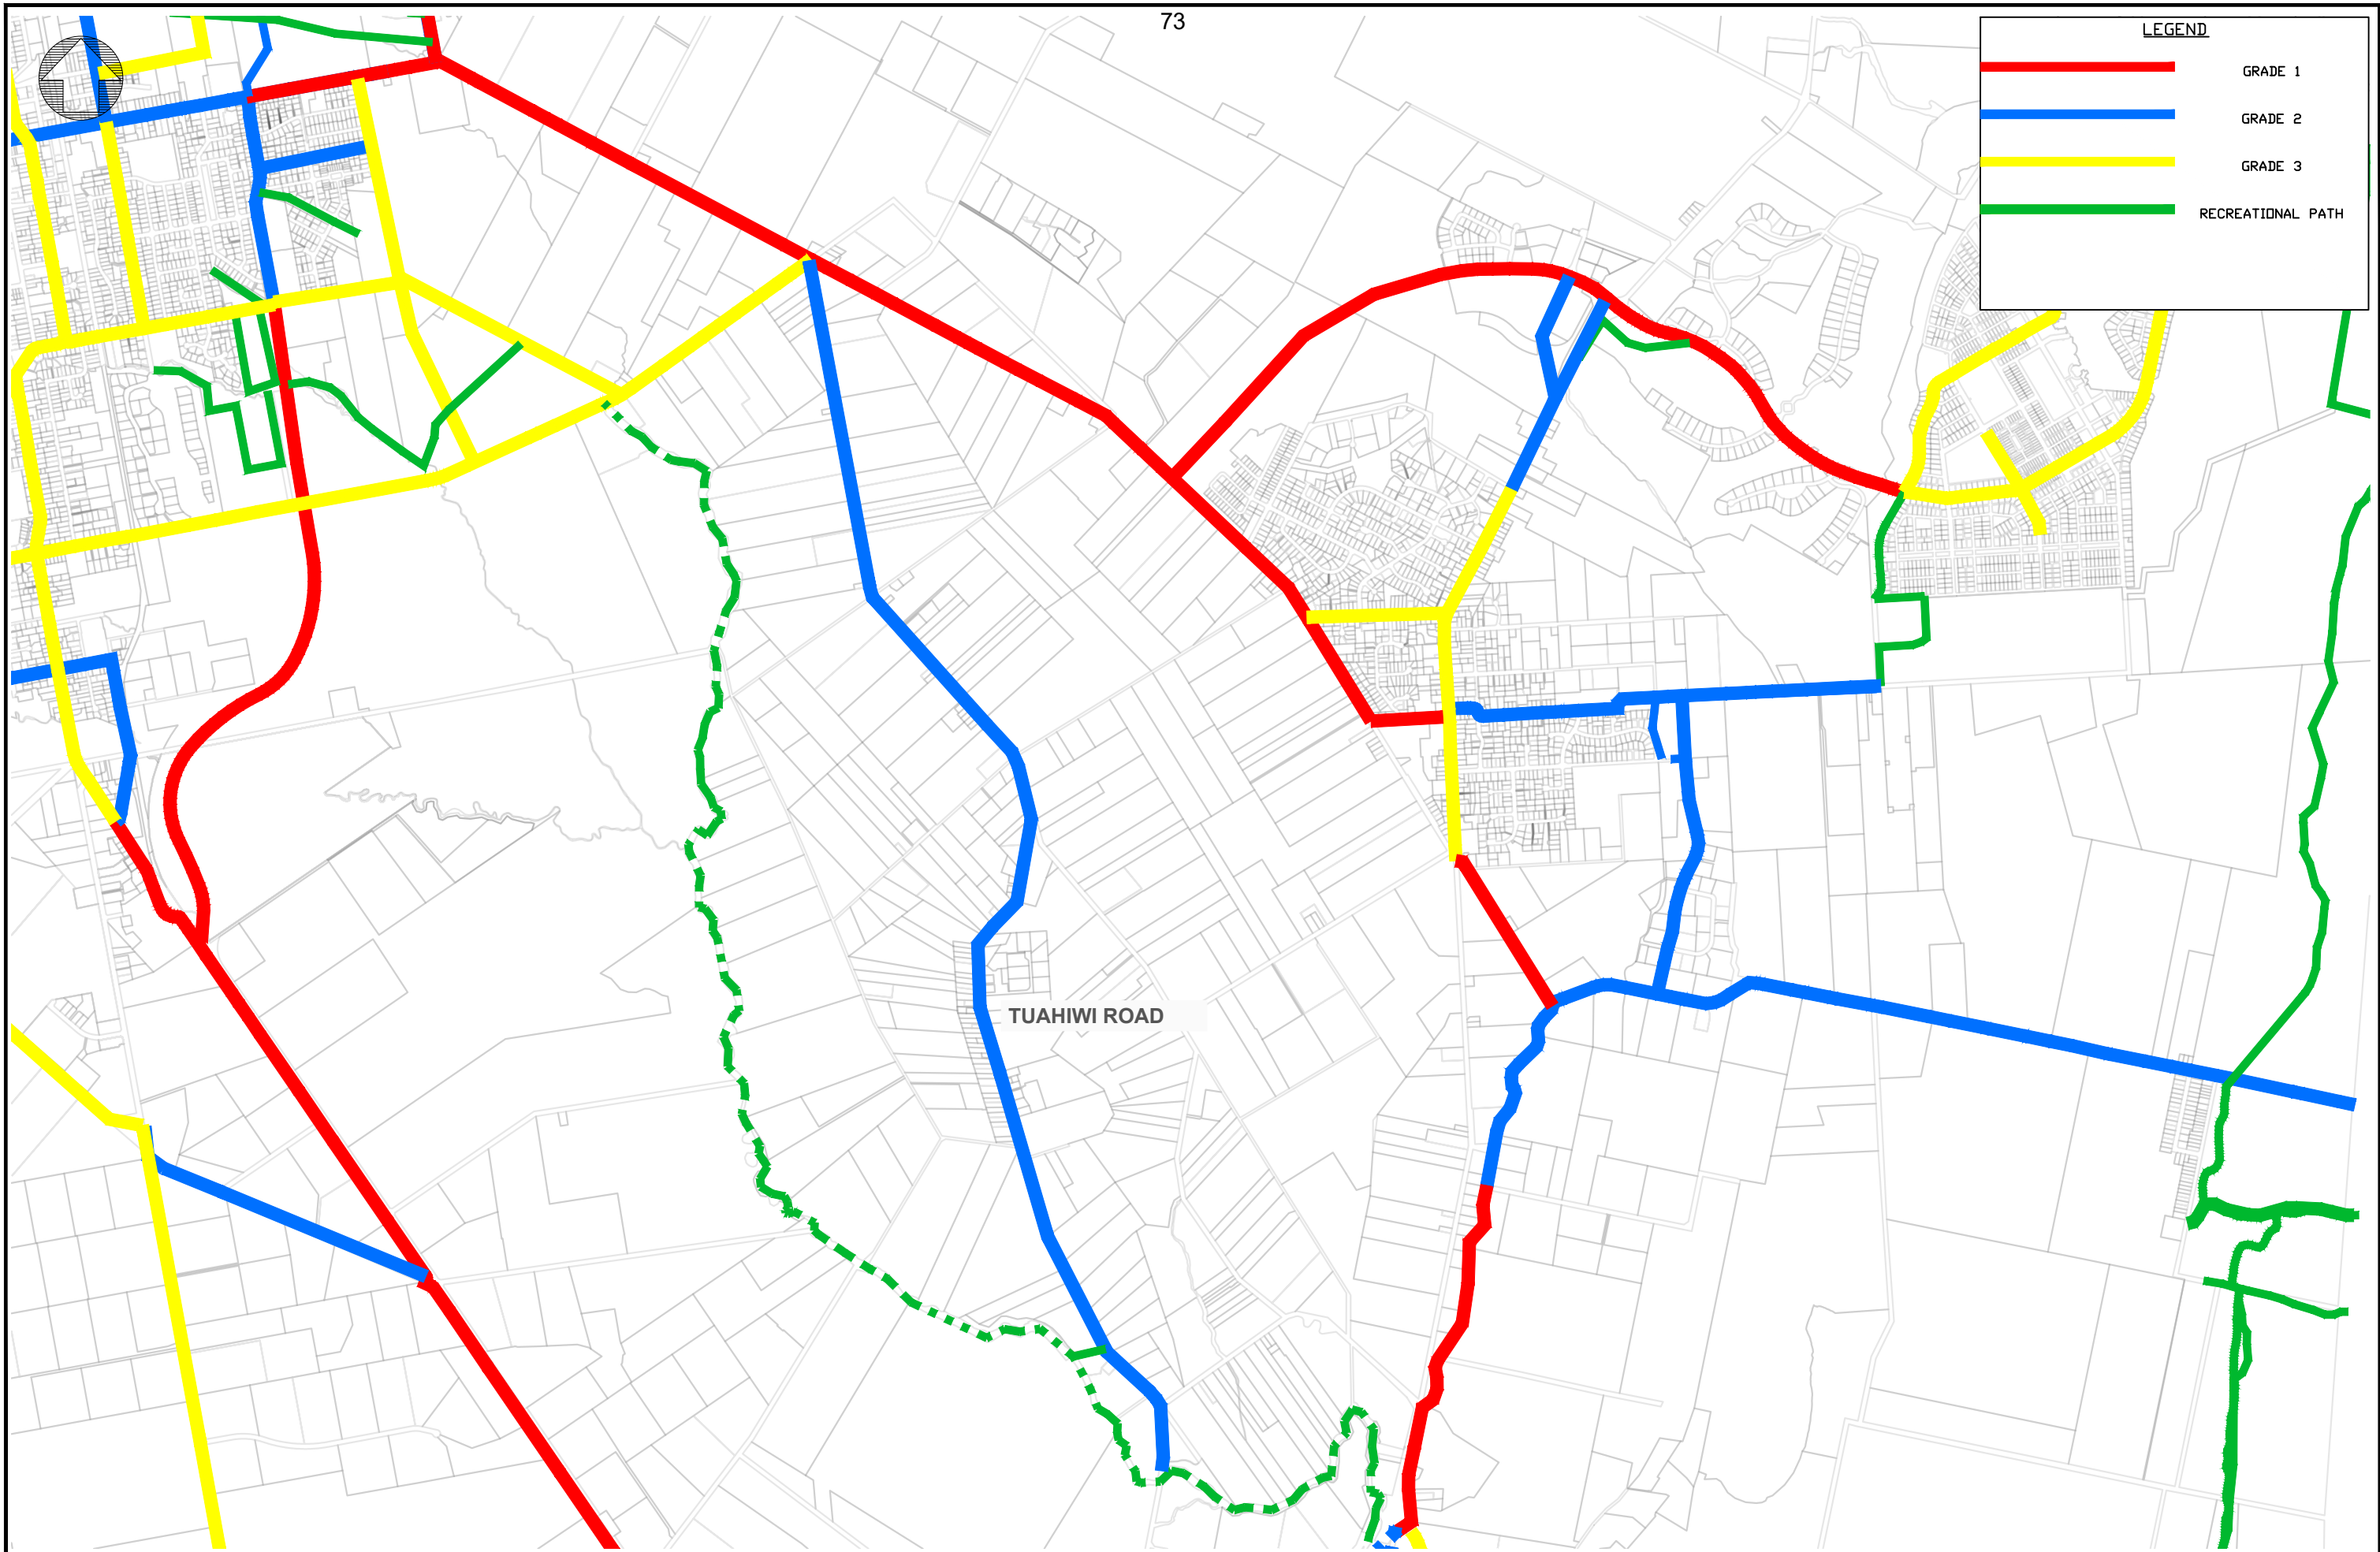 73
LEGEND
GRADE 1
GRADE 2
GRADE 3
RECREATIONAL PATH
TUAHIWI ROAD